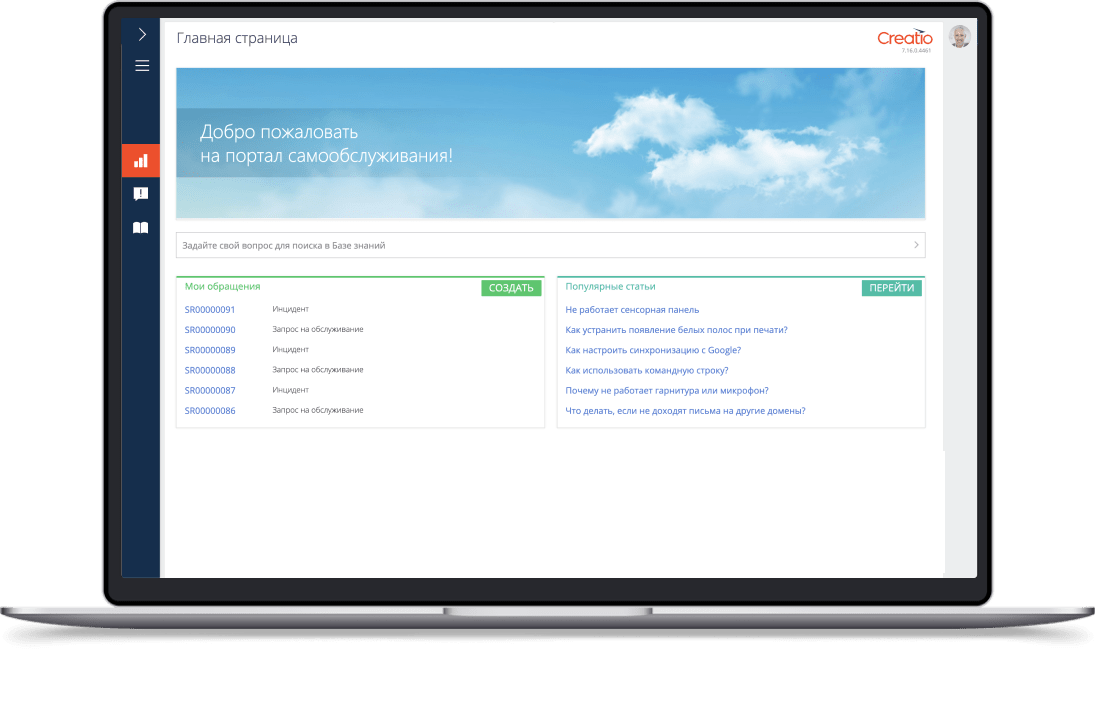 Главная страница
Creatio
7.16.0.4461
Добро пожаловать
на портал самообслуживания!
Задайте свой вопрос для поиска в Базе знаний
Мои обращения
СОЗДАТЬ
SR00000091 Инцидент
SR00000090 Запрос на обслуживание
SR00000089 Инцидент
SR00000088 Запрос на обслуживание
SR00000087 Инцидент
SR00000086 Запрос на обслуживание
Популярные статьи
ПЕРЕЙТИ
Не работает сенсорная панель
Как устранить появление белых полос при печати?
Как настроить синхронизацию с Google?
Как использовать командную строку?
Почему не работает гарнитура или микрофон?
Что делать, если не доходят письма на другие домены?